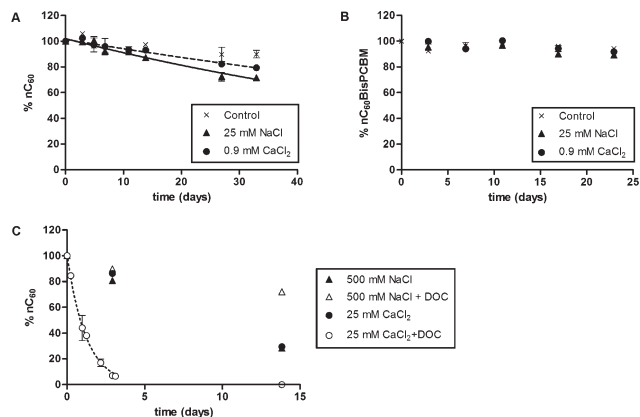 A
% nC60
120
100
80
60
40
20
0
0 10 20 30 40
time (days)
× Control
▲ 25 mM NaCl
● 0.9 mM CaCl2
B
% nC60BisPCBM
120
100
80
60
40
20
0
0 5 10 15 20 25
time (days)
× Control
▲ 25 mM NaCl
● 0.9 mM CaCl2
C
% nC60
120
100
80
60
40
20
0
0 5 10 15
time (days)
▲ 500 mM NaCl
△ 500 mM NaCl + DOC
● 25 mM CaCl2
○ 25 mM CaCl2+DOC